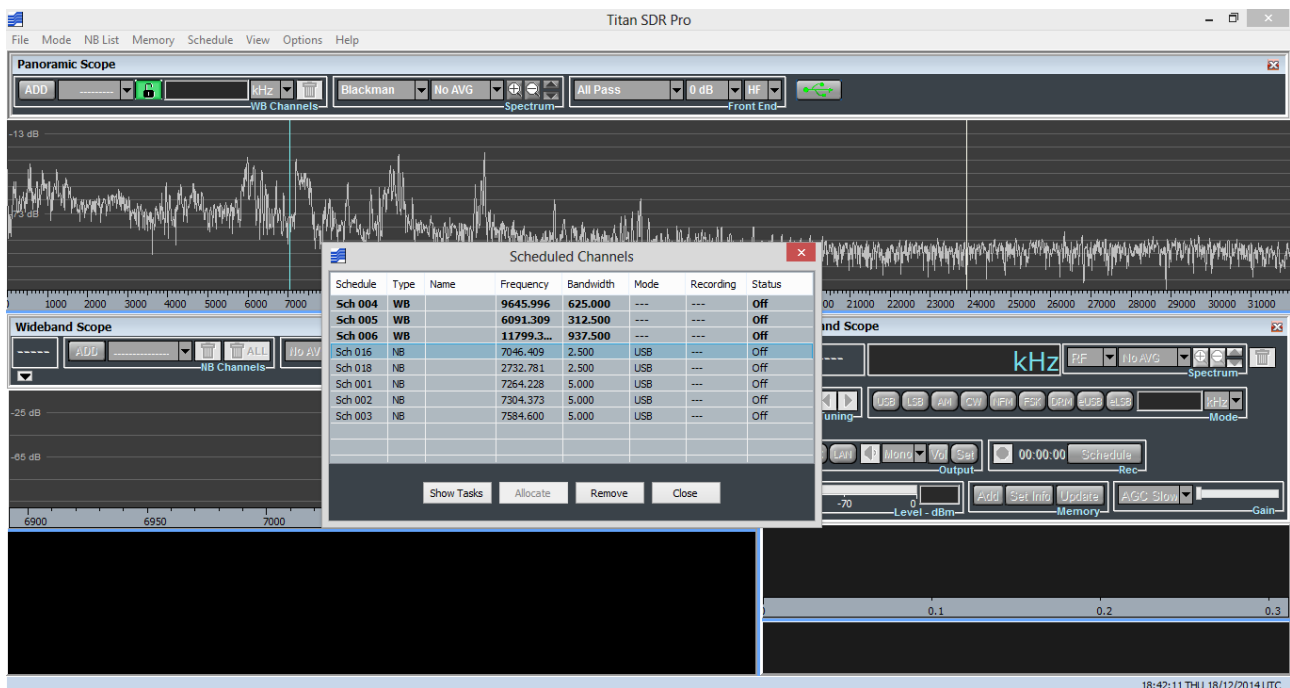 Titan SDR Pro
File Mode NB List Memory Schedule View Options Help
Panoramic Scope
ADD --------- kHz WB Channels Blackman No AVG Spectrum All Pass 0 dB HF Front End
-13 dB
-73 dB
1000 2000 3000 4000 5000 6000 7000 00 21000 22000 23000 24000 25000 26000 27000 28000 29000 30000 31000
Scheduled Channels
Schedule Type Name Frequency Bandwidth Mode Recording Status
Sch 004 WB 9645.996 625.000 --- --- Off
Sch 005 WB 6091.309 312.500 --- --- Off
Sch 006 WB 11799.3... 937.500 --- --- Off
Sch 016 NB 7046.409 2.500 USB --- Off
Sch 018 NB 2732.781 2.500 USB --- Off
Sch 001 NB 7264.228 5.000 USB --- Off
Sch 002 NB 7304.373 5.000 USB --- Off
Sch 003 NB 7584.600 5.000 USB --- Off
Show Tasks Allocate Remove Close
Wideband Scope
----- ADD --------------- ALL NB Channels No AV
-25 dB
-65 dB
6900 6950 7000
nd Scope
--- kHz RF No AVG Spectrum
uning USB LSB AM CW NFM FSK DRM eUSB eLSB kHz Mode
LAN Mono Vol Set Output 00:00:00 Schedule Rec
-70 0 Level - dBm Add Set Info Update Memory AGC Slow Gain
0.1 0.2 0.3
18:42:11 THU 18/12/2014 UTC